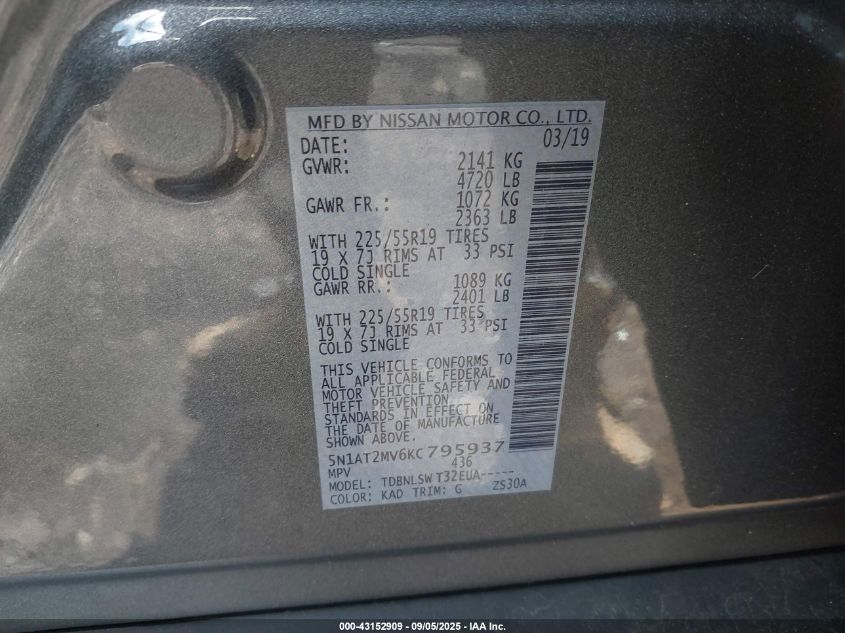 MFD BY NISSAN MOTOR CO., LTD.
DATE: 03/19
GVWR: 2141 KG
4720 LB
GAWR FR.: 1072 KG
2363 LB
WITH 225/55R19 TIRES
19 X 7J RIMS AT 33 PSI
COLD SINGLE
GAWR RR.: 1089 KG
2401 LB
WITH 225/55R19 TIRES
19 X 7J RIMS AT 33 PSI
COLD SINGLE
THIS VEHICLE CONFORMS TO
ALL APPLICABLE FEDERAL
MOTOR VEHICLE SAFETY AND
THEFT PREVENTION
STANDARDS IN EFFECT ON
THE DATE OF MANUFACTURE
SHOWN ABOVE.
5N1AT2MV6KC795937
MPV 436
MODEL: TDBNLSW T32EUA-----
COLOR: KAD TRIM: G ZS30A
000-43152909 - 09/05/2025 - IAA Inc.